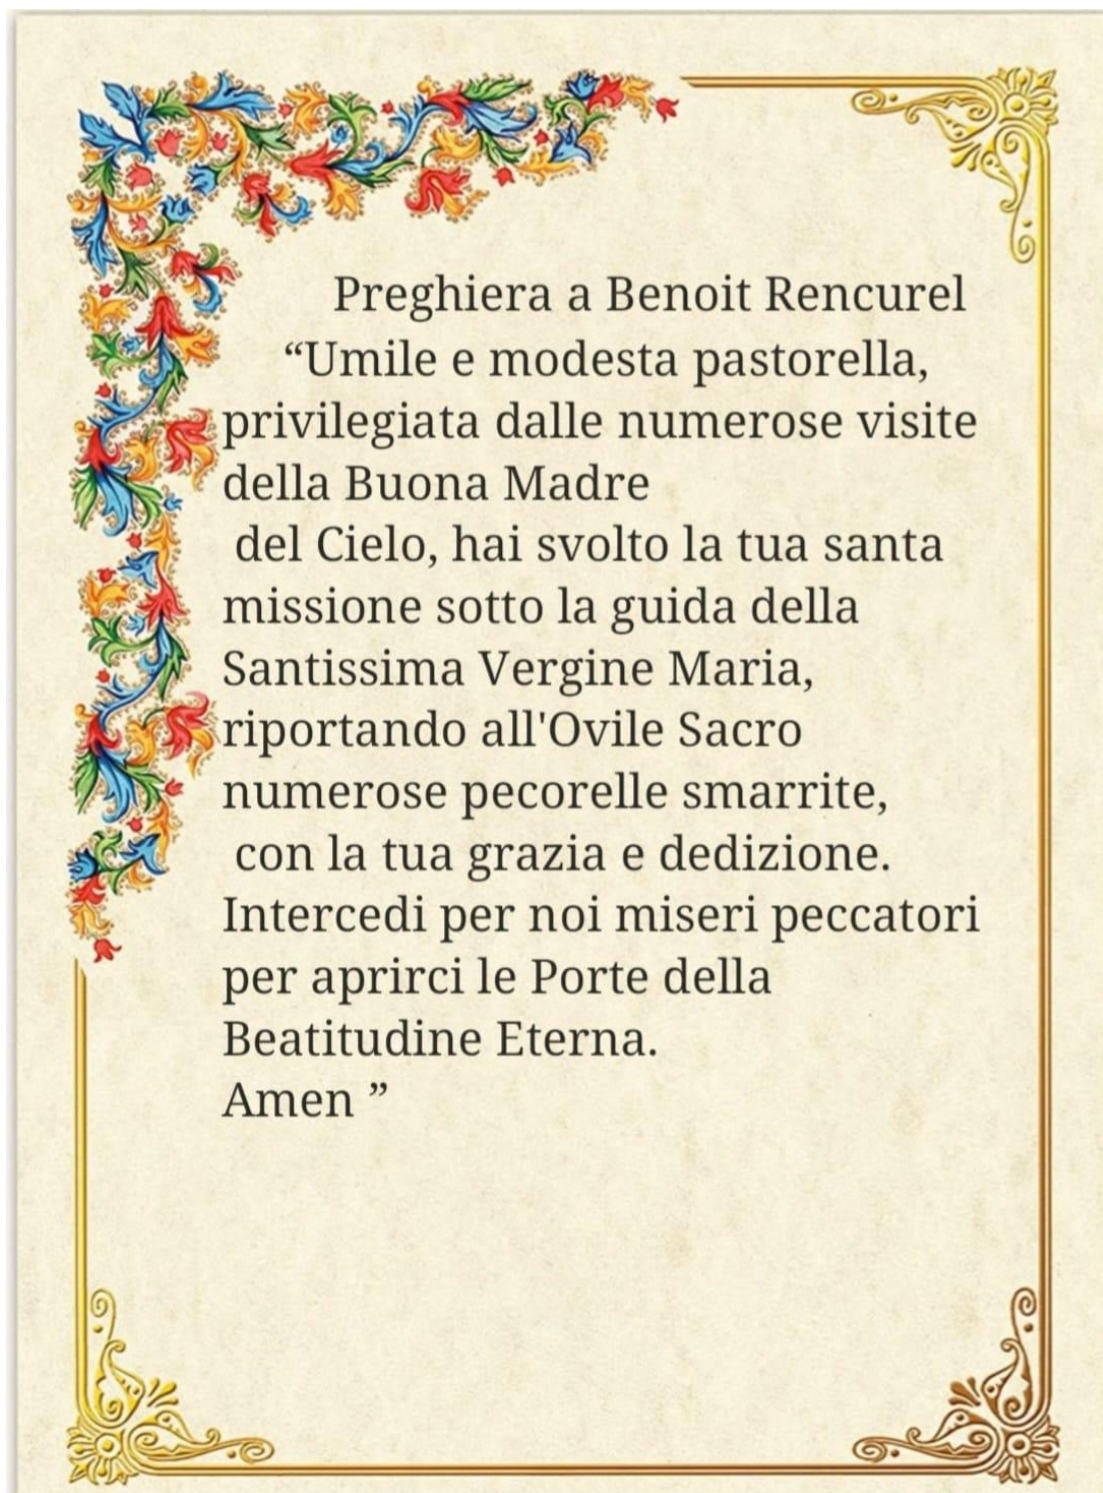 Preghiera a Benoit Rencurel
“Umile e modesta pastorella,
privilegiata dalle numerose visite
della Buona Madre
del Cielo, hai svolto la tua santa
missione sotto la guida della
Santissima Vergine Maria,
riportando all'Ovile Sacro
numerose pecorelle smarrite,
con la tua grazia e dedizione.
Intercedi per noi miseri peccatori
per aprirci le Porte della
Beatitudine Eterna.
Amen ”